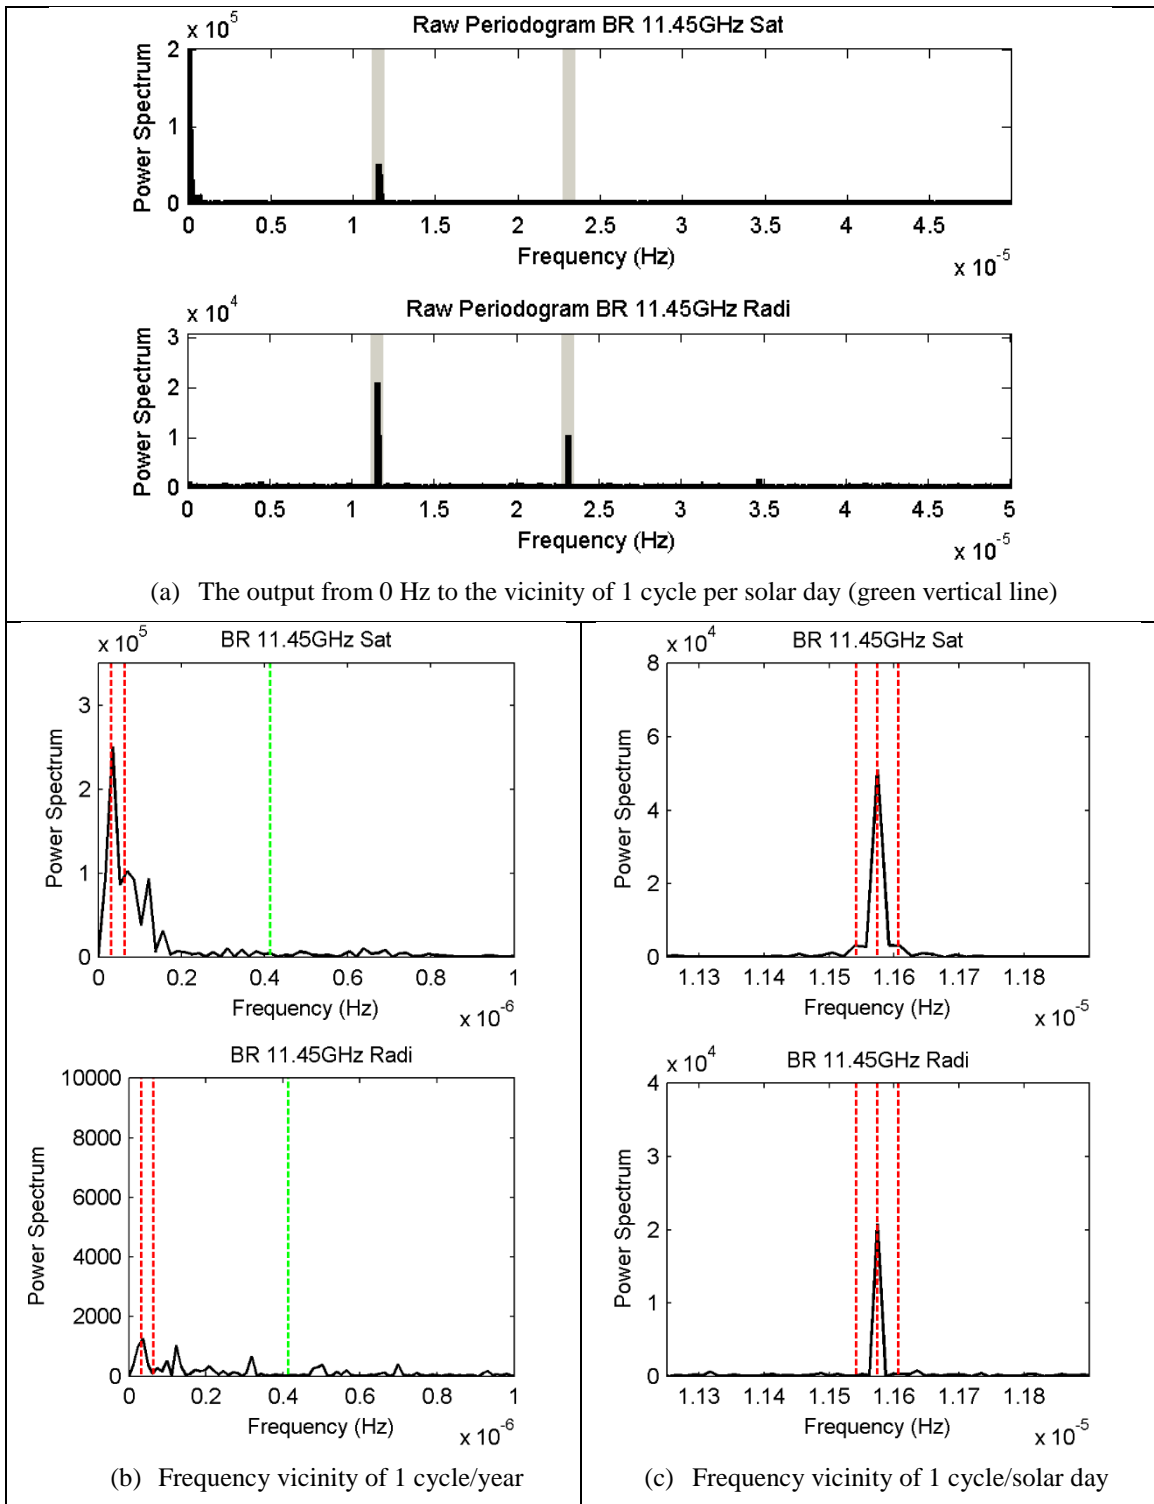 Raw Periodogram BR 11.45GHz Sat
x 10^5
Power Spectrum
2
1
0
0 0.5 1 1.5 2 2.5 3 3.5 4 4.5
Frequency (Hz)
x 10^-5
Raw Periodogram BR 11.45GHz Radi
x 10^4
Power Spectrum
3
2
1
0
0 0.5 1 1.5 2 2.5 3 3.5 4 4.5 5
Frequency (Hz)
x 10^-5
(a) The output from 0 Hz to the vicinity of 1 cycle per solar day (green vertical line)
BR 11.45GHz Sat
x 10^5
Power Spectrum
3
2
1
0
0 0.2 0.4 0.6 0.8 1
Frequency (Hz)
x 10^-6
BR 11.45GHz Radi
Power Spectrum
10000
8000
6000
4000
2000
0
0 0.2 0.4 0.6 0.8 1
Frequency (Hz)
x 10^-6
(b) Frequency vicinity of 1 cycle/year
BR 11.45GHz Sat
x 10^4
Power Spectrum
8
6
4
2
0
1.13 1.14 1.15 1.16 1.17 1.18
Frequency (Hz)
x 10^-5
BR 11.45GHz Radi
x 10^4
Power Spectrum
4
3
2
1
0
1.13 1.14 1.15 1.16 1.17 1.18
Frequency (Hz)
x 10^-5
(c) Frequency vicinity of 1 cycle/solar day